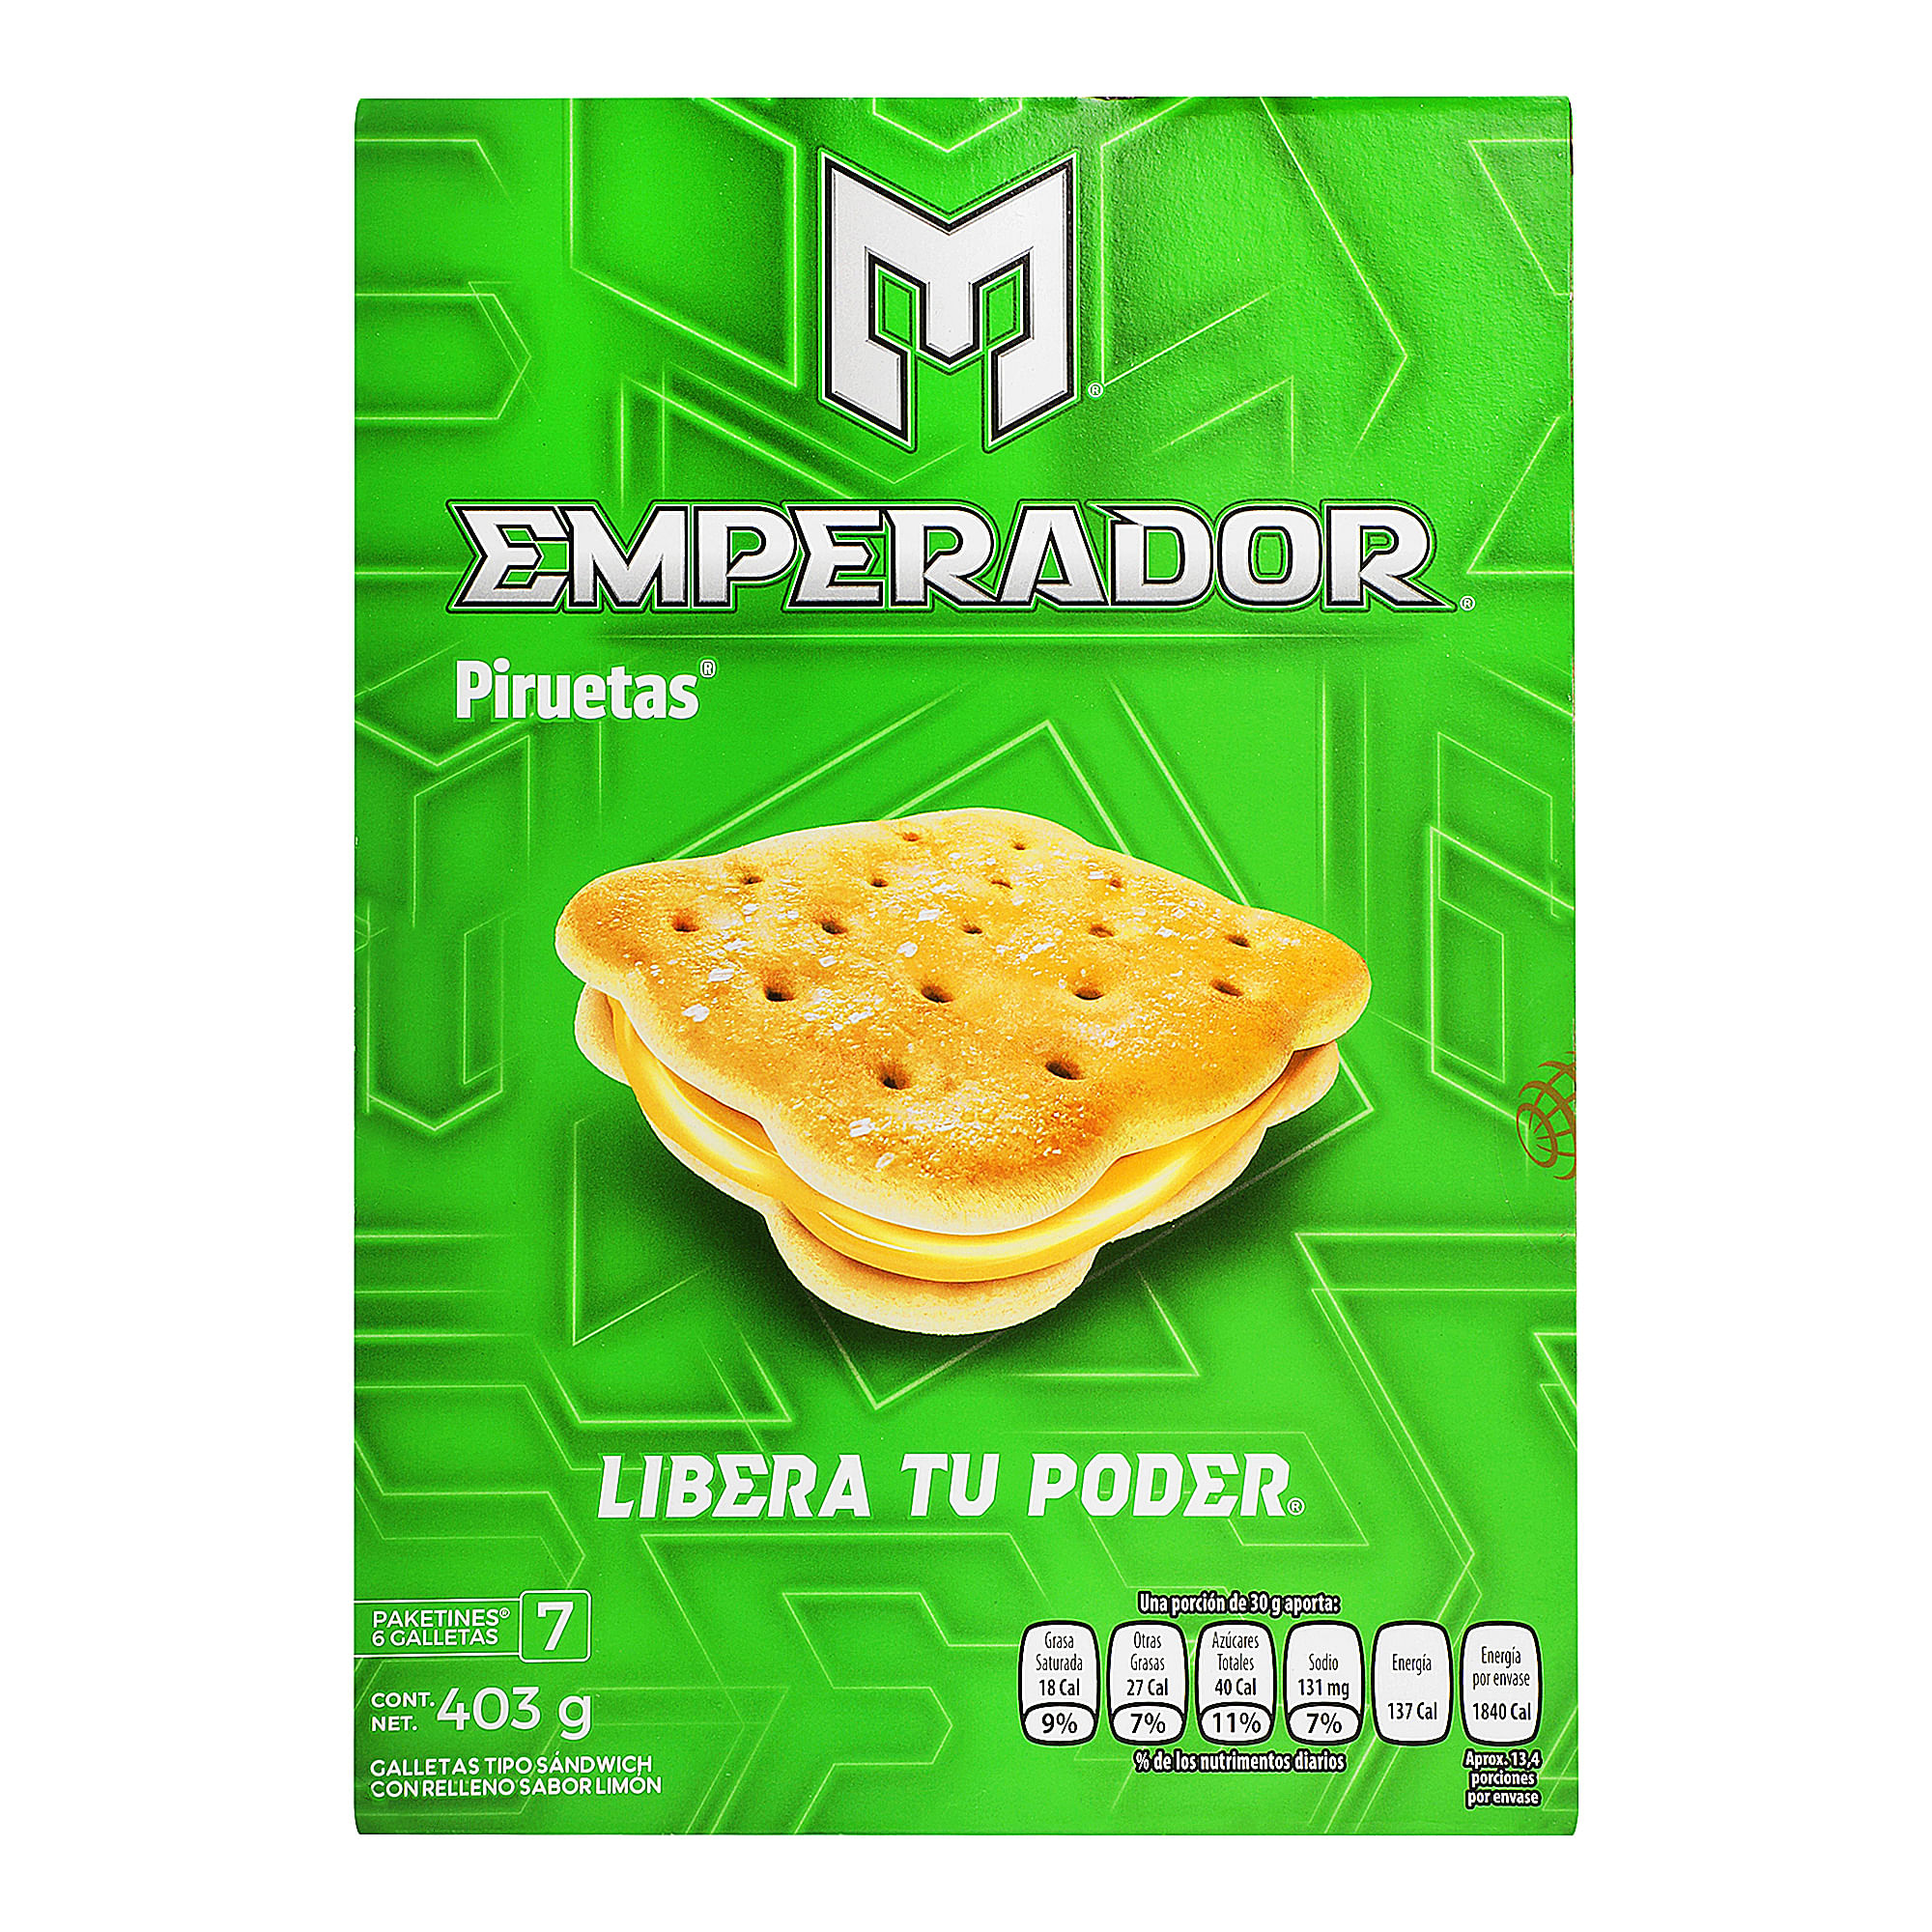 EMPERADOR®
Piruetas®
LIBERA TU PODER®
PAKETINES®
6 GALLETAS
7
CONT.
NET.
403 g
GALLETAS TIPO SÁNDWICH
CON RELLENO SABOR LIMÓN
Una porción de 30 g aporta:
Grasa
Saturada
18 Cal
9%
Otras
Grasas
27 Cal
7%
Azúcares
Totales
40 Cal
11%
Sodio
131 mg
7%
Energía
137 Cal
Energía
por envase
1840 Cal
% de los nutrimentos diarios
Aprox. 13,4
porciones
por envase